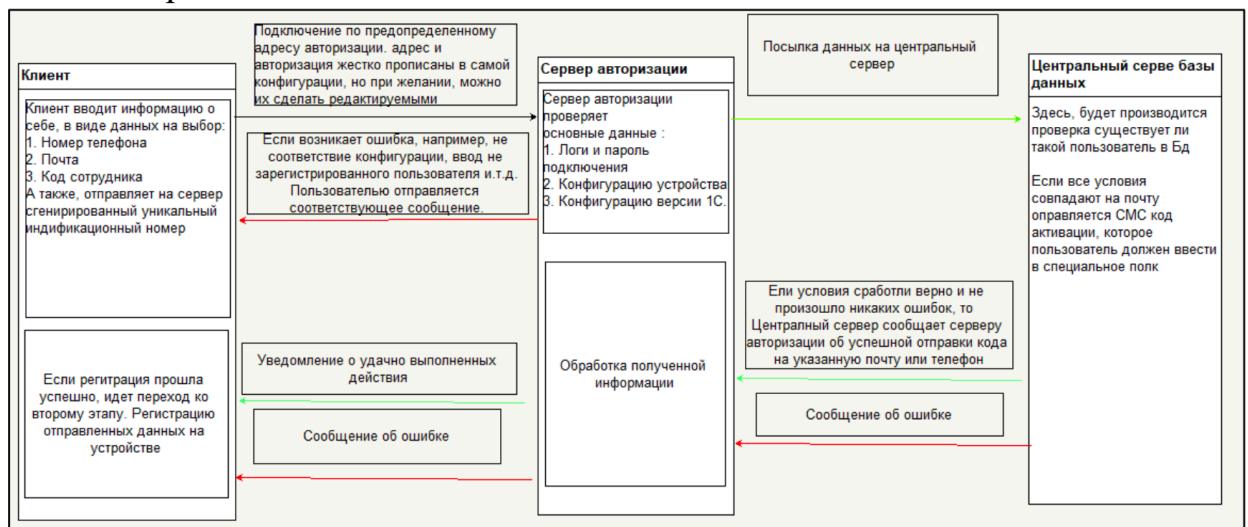 Клиент
Клиент вводит информацию о
себе, в виде данных на выбор:
1. Номер телефона
2. Почта
3. Код сотрудника
А также, отправляет на сервер
сгенирированный уникальный
индификационный номер
Если регитрация прошла
успешно, идет переход ко
второму этапу. Регистрацию
отправленных данных на
устройстве
Подключение по предопределенному
адресу авторизации. адрес и
авторизация жестко прописаны в самой
конфигурации, но при желании, можно
их сделать редактируемыми
Если возникает ошибка, например, не
соответствие конфигурации, ввод не
зарегистрированного пользователя и.т.д.
Пользователью отправляется
соответствующее сообщение.
Уведомление о удачно выполненных
действия
Сообщение об ошибке
Сервер авторизации
Сервер авторизации
проверяет
основные данные :
1. Логи и пароль
подключения
2. Конфигурацию устройства
3. Конфигурацию версии 1С.
Обработка полученной
информации
Посылка данных на центральный
сервер
Ели условия сработли верно и не
произошло никаких ошибок, то
Централный сервер сообщает серверу
авторизации об успешной отправки кода
на указанную почту или телефон
Сообщение об ошибке
Центральный серве базы
данных
Здесь, будет производится
проверка существует ли
такой пользователь в Бд
Если все условия
совпадают на почту
оправляется СМС код
активации, которое
пользователь должен ввести
в специальное полк